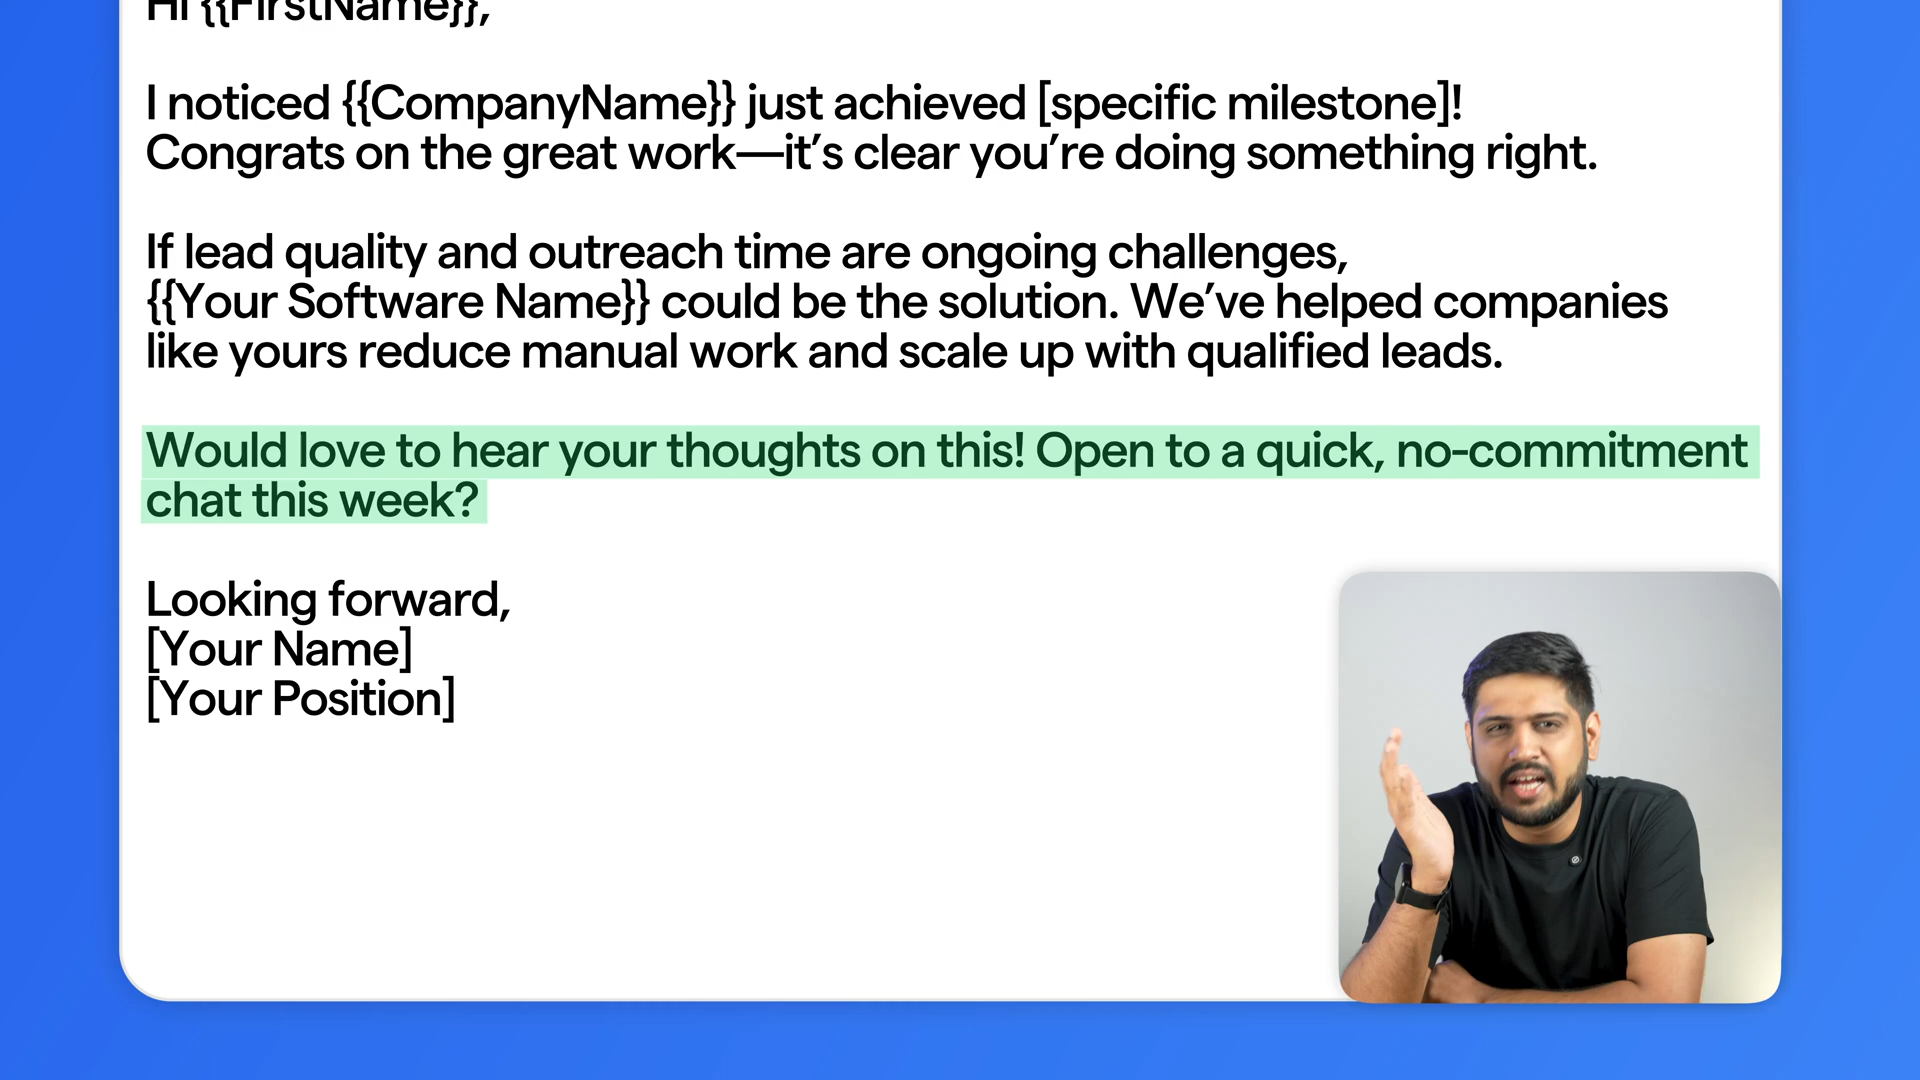 Hi {{FirstName}},
I noticed {{CompanyName}} just achieved [specific milestone]!
Congrats on the great work—it’s clear you’re doing something right.
If lead quality and outreach time are ongoing challenges,
{{Your Software Name}} could be the solution. We’ve helped companies
like yours reduce manual work and scale up with qualified leads.
Would love to hear your thoughts on this! Open to a quick, no-commitment
chat this week?
Looking forward,
[Your Name]
[Your Position]